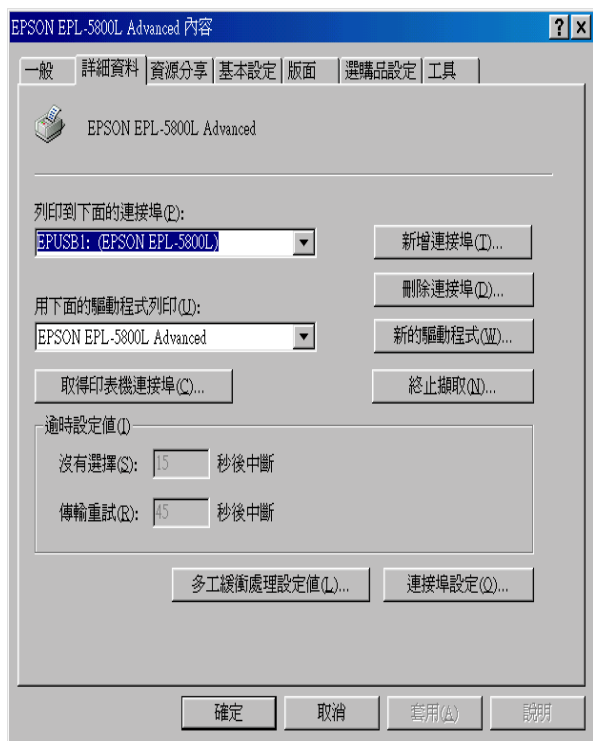 EPSON EPL-5800L Advanced 內容
一般 詳細資料 資源分享 基本設定 版面 選購品設定 工具
EPSON EPL-5800L Advanced
列印到下面的連接埠(P):
EPUSB1: (EPSON EPL-5800L)
新增連接埠(T)...
刪除連接埠(D)...
用下面的驅動程式列印(U):
EPSON EPL-5800L Advanced
新的驅動程式(W)...
取得印表機連接埠(C)...
終止擷取(N)...
逾時設定值(I)
沒有選擇(S): 15 秒後中斷
傳輸重試(R): 45 秒後中斷
多工緩衝處理設定值(L)...
連接埠設定(O)...
確定 取消 套用(A) 說明